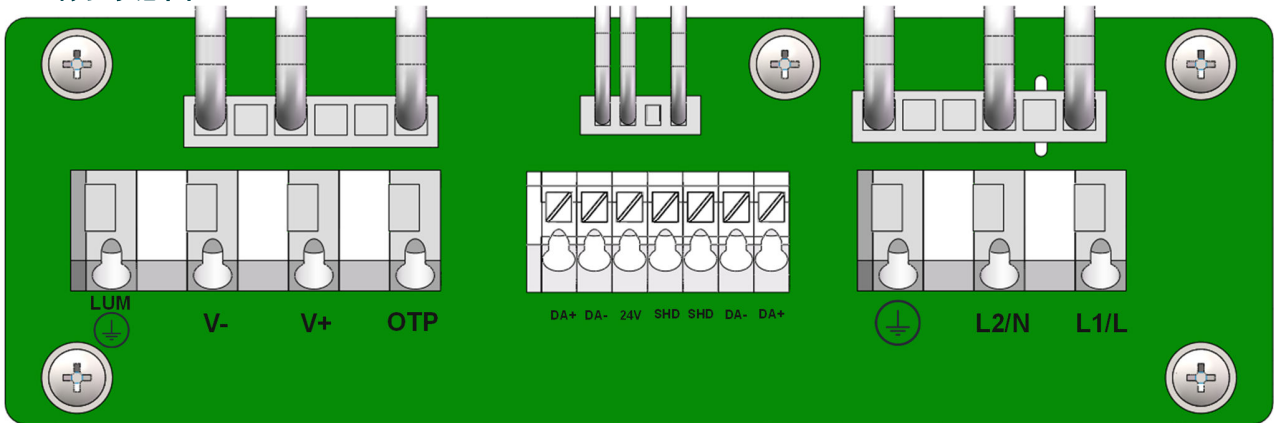 LUM
V- V+ OTP
DA+ DA- 24V SHD SHD DA- DA+
L2/N L1/L